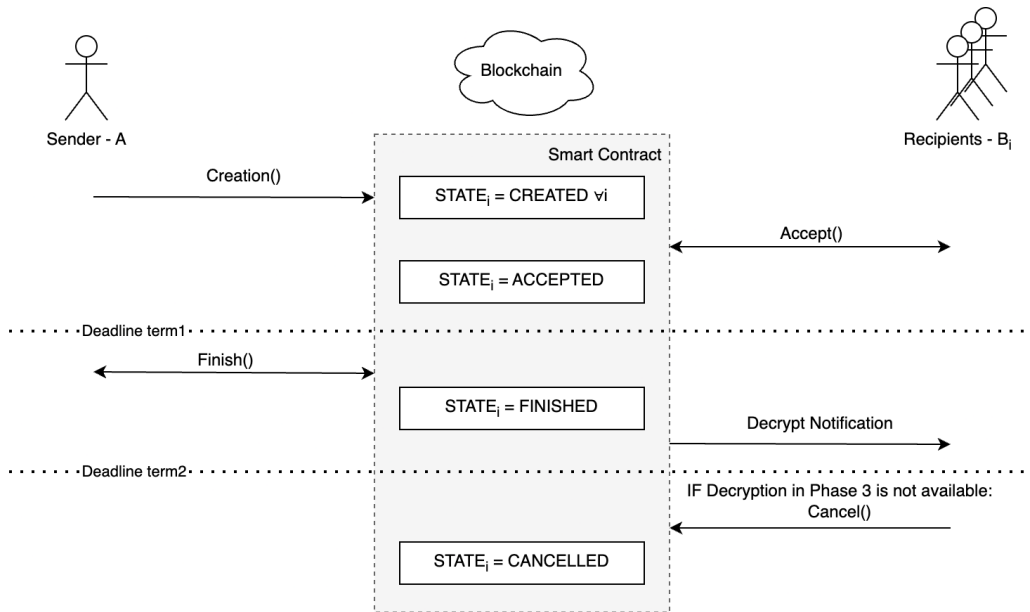 Blockchain
Sender - A
Recipients - Bi
Smart Contract
Creation()
STATEi = CREATED ∀i
Accept()
STATEi = ACCEPTED
Deadline term1
Finish()
STATEi = FINISHED
Decrypt Notification
Deadline term2
IF Decryption in Phase 3 is not available:
Cancel()
STATEi = CANCELLED